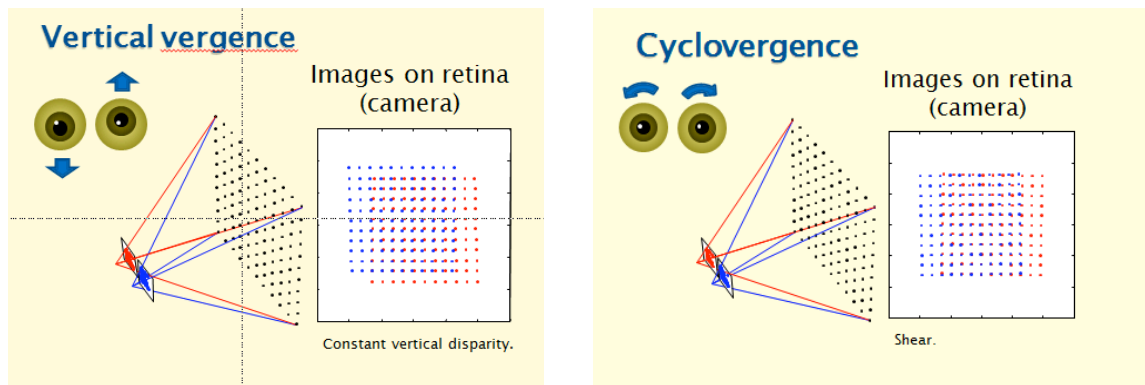 Vertical vergence
Images on retina
(camera)
Constant vertical disparity.
Cyclovergence
Images on retina
(camera)
Shear.